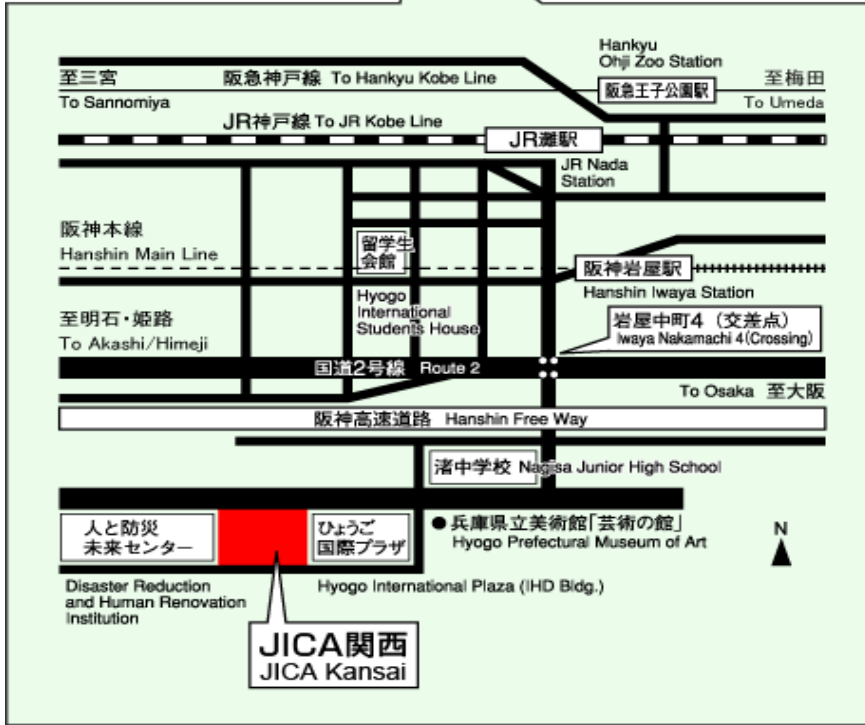 Hankyu
Ohji Zoo Station
至三宮
阪急神戸線 To Hankyu Kobe Line
阪急王子公園駅
至梅田
To Sannomiya
To Umeda
JR神戸線 To JR Kobe Line
JR灘駅
JR Nada
Station
阪神本線
Hanshin Main Line
留学生
会館
阪神岩屋駅
Hanshin Iwaya Station
Hyogo
International
Students House
至明石・姫路
To Akashi/Himeji
岩屋中町4（交差点）
Iwaya Nakamachi 4(Crossing)
国道2号線 Route 2
To Osaka 至大阪
阪神高速道路 Hanshin Free Way
渚中学校 Nagisa Junior High School
人と防災
未来センター
ひょうご
国際プラザ
●兵庫県立美術館「芸術の館」
Hyogo Prefectural Museum of Art
N
Disaster Reduction
and Human Renovation
Institution
Hyogo International Plaza (IHD Bldg.)
JICA関西
JICA Kansai